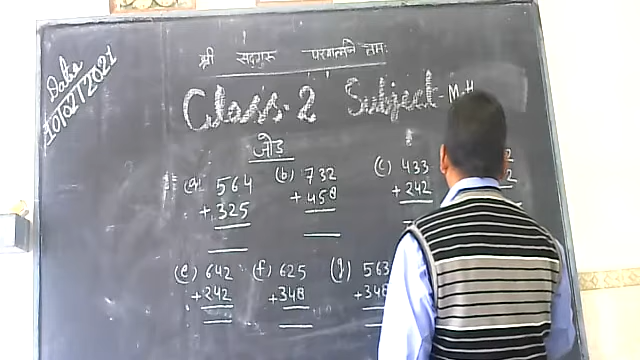 Date
10/02/2021
श्री सद्गुरु परमात्मने नमः
Class-2 Subject-M.H
जोड़
(a) 564 (b) 732 (c) 433
+325 +458 +242
(e) 642 (f) 625 (g) 563
+242 +348 +348